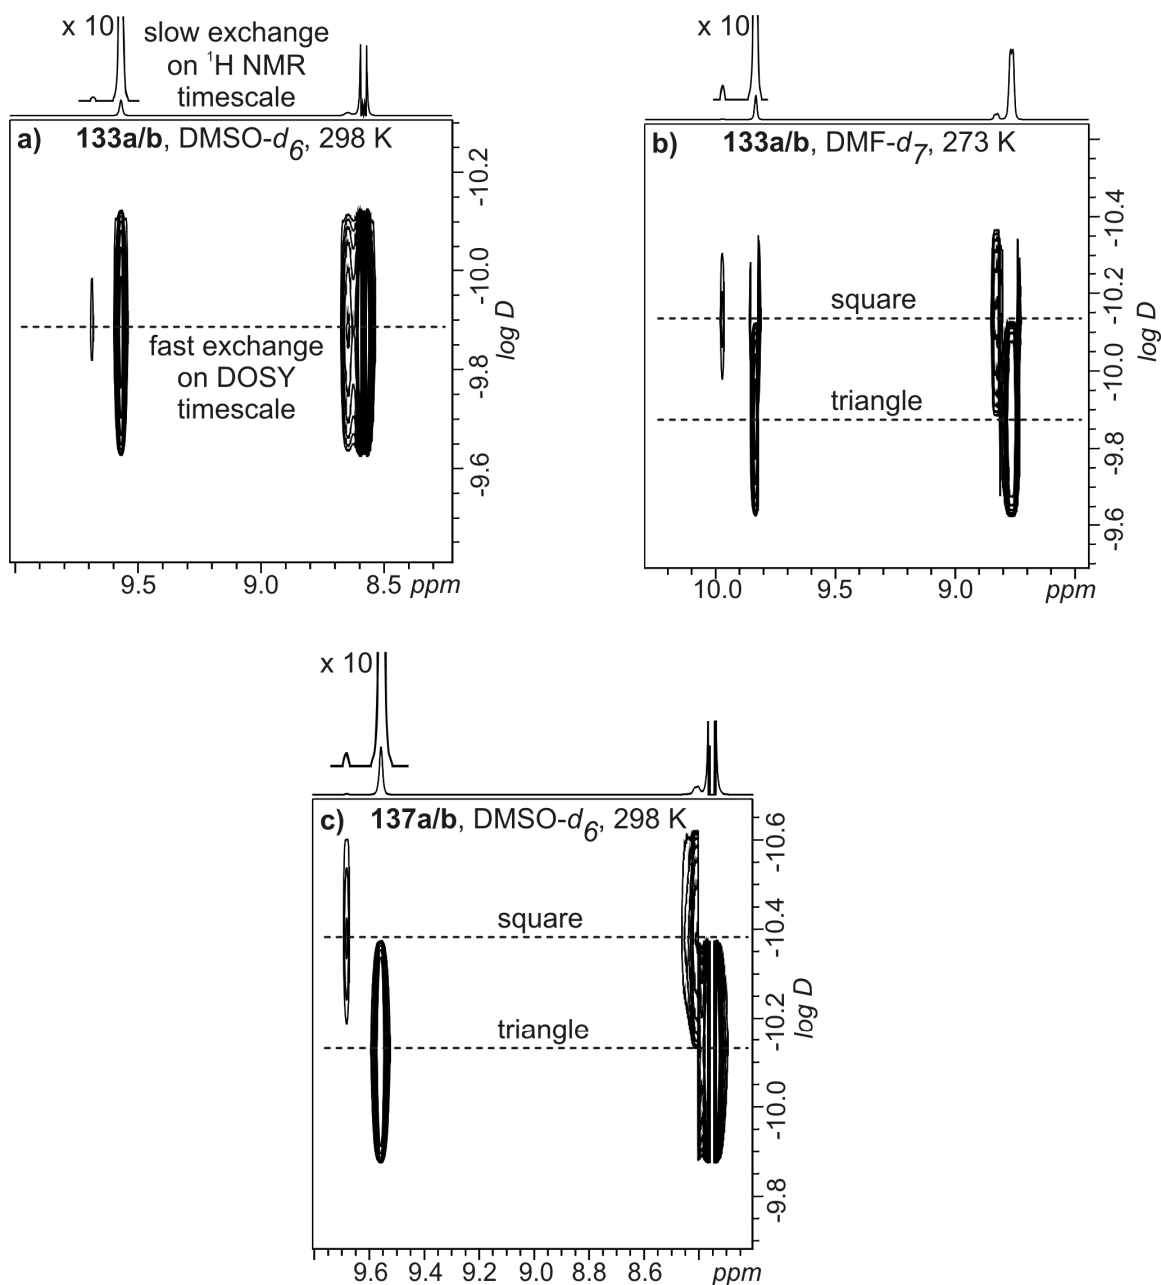 x 10
slow exchange
on ¹H NMR
timescale
a) 133a/b, DMSO-d6, 298 K
fast exchange
on DOSY
timescale
-10.2
-10.0
-9.8
-9.6
log D
9.5 9.0 8.5 ppm
x 10
b) 133a/b, DMF-d7, 273 K
square
triangle
-10.4
-10.2
-10.0
-9.8
-9.6
log D
10.0 9.5 9.0 ppm
x 10
c) 137a/b, DMSO-d6, 298 K
square
triangle
-10.6
-10.4
-10.2
-10.0
-9.8
log D
9.6 9.4 9.2 9.0 8.8 8.6 ppm